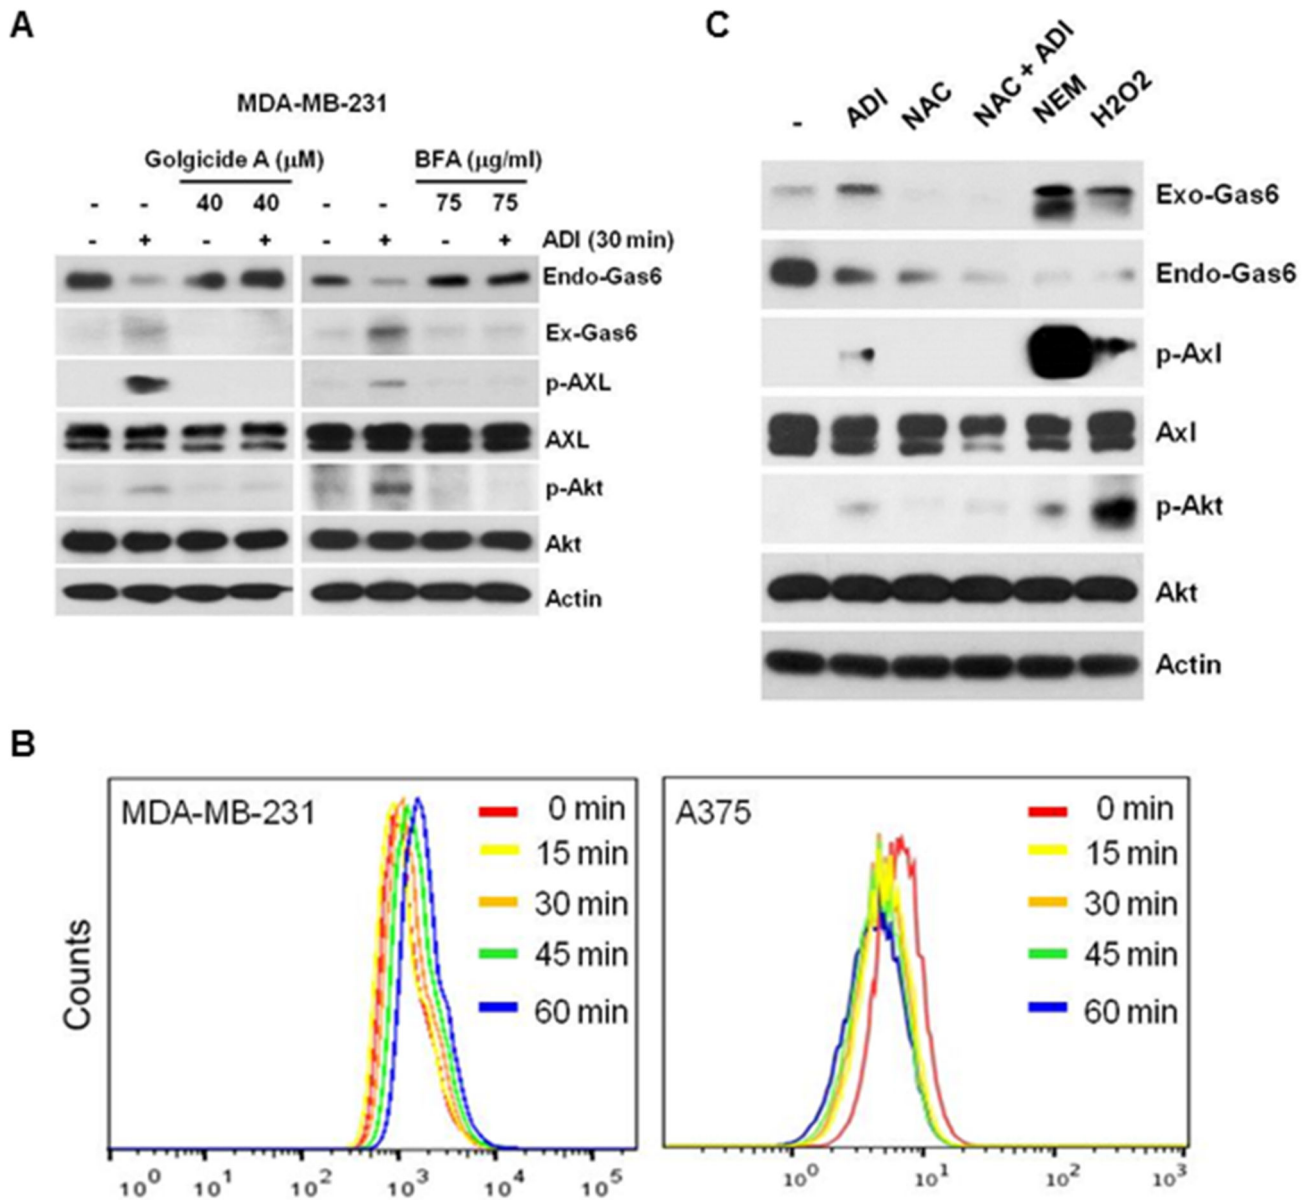 A
MDA-MB-231
Golgicide A (μM) BFA (μg/ml)
- - 40 40 - - 75 75
- + - + - + - + ADI (30 min)
Endo-Gas6
Ex-Gas6
p-AXL
AXL
p-Akt
Akt
Actin
C
- ADI NAC NAC + ADI NEM H2O2
Exo-Gas6
Endo-Gas6
p-Axl
Axl
p-Akt
Akt
Actin
B
Counts
MDA-MB-231
0 min
15 min
30 min
45 min
60 min
10^0 10^1 10^2 10^3 10^4 10^5
A375
0 min
15 min
30 min
45 min
60 min
10^0 10^1 10^2 10^3